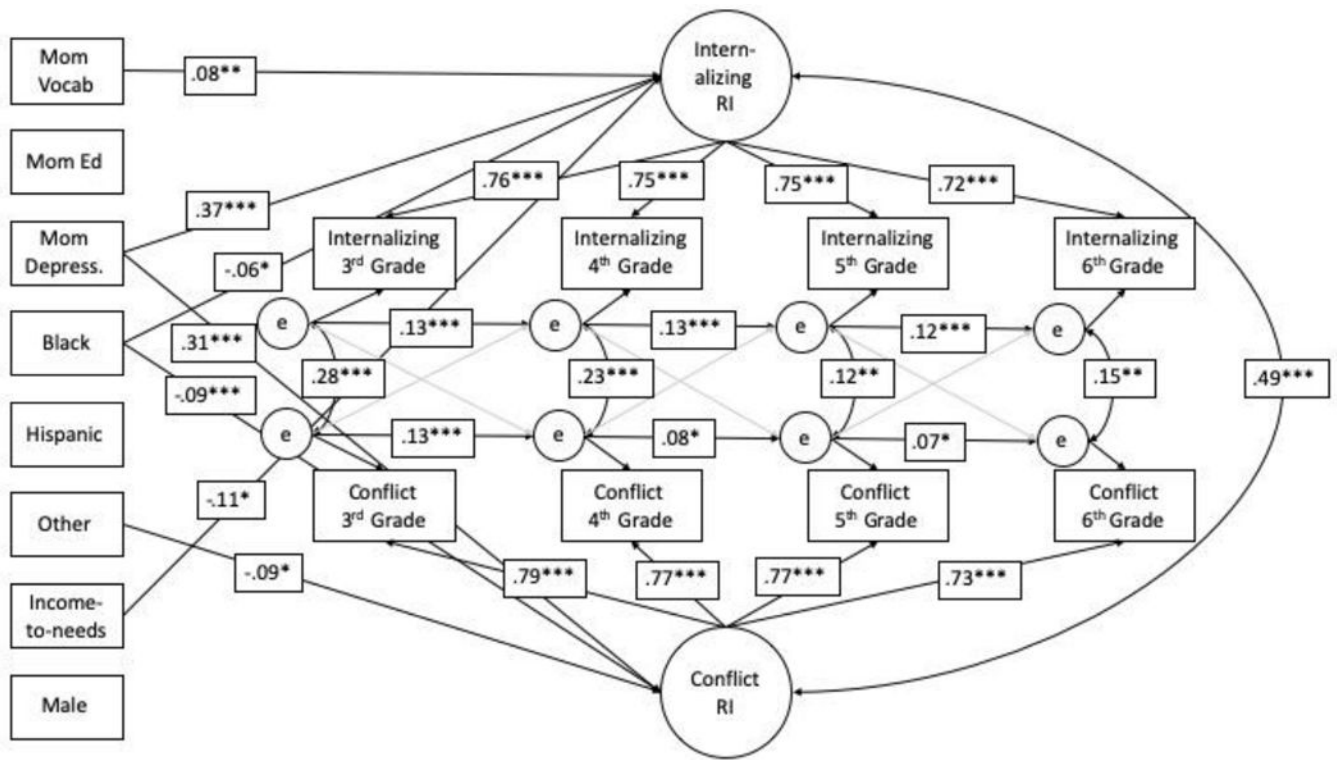 Mom
Vocab
Mom Ed
Mom
Depress.
Black
Hispanic
Other
Income-
to-needs
Male
.08**
.37***
-.06*
.31***
-.09***
-.11*
-.09*
Intern-
alizing
RI
.76***
.75***
.75***
.72***
Internalizing
3rd Grade
Internalizing
4th Grade
Internalizing
5th Grade
Internalizing
6th Grade
e
.13***
e
.13***
e
.12***
e
.28***
.23***
.12**
.15**
.49***
e
.13***
e
.08*
e
.07*
e
Conflict
3rd Grade
Conflict
4th Grade
Conflict
5th Grade
Conflict
6th Grade
.79***
.77***
.77***
.73***
Conflict
RI